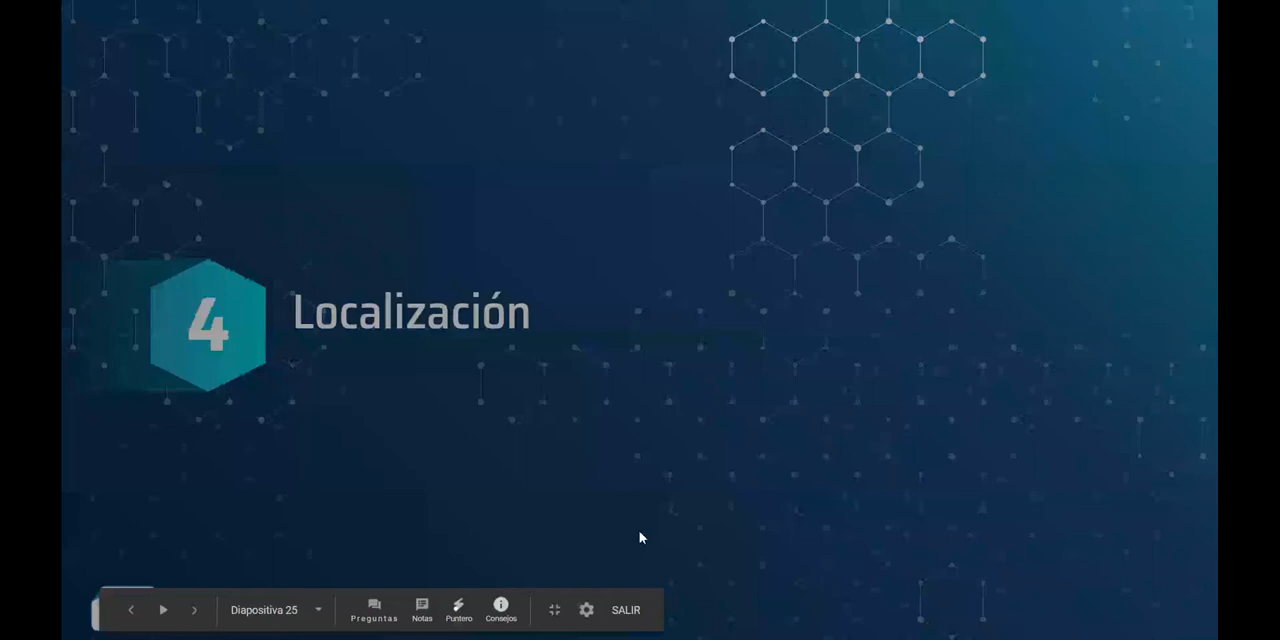 4
Localización
Diapositiva 25
Preguntas
Notas
Puntero
Consejos
SALIR